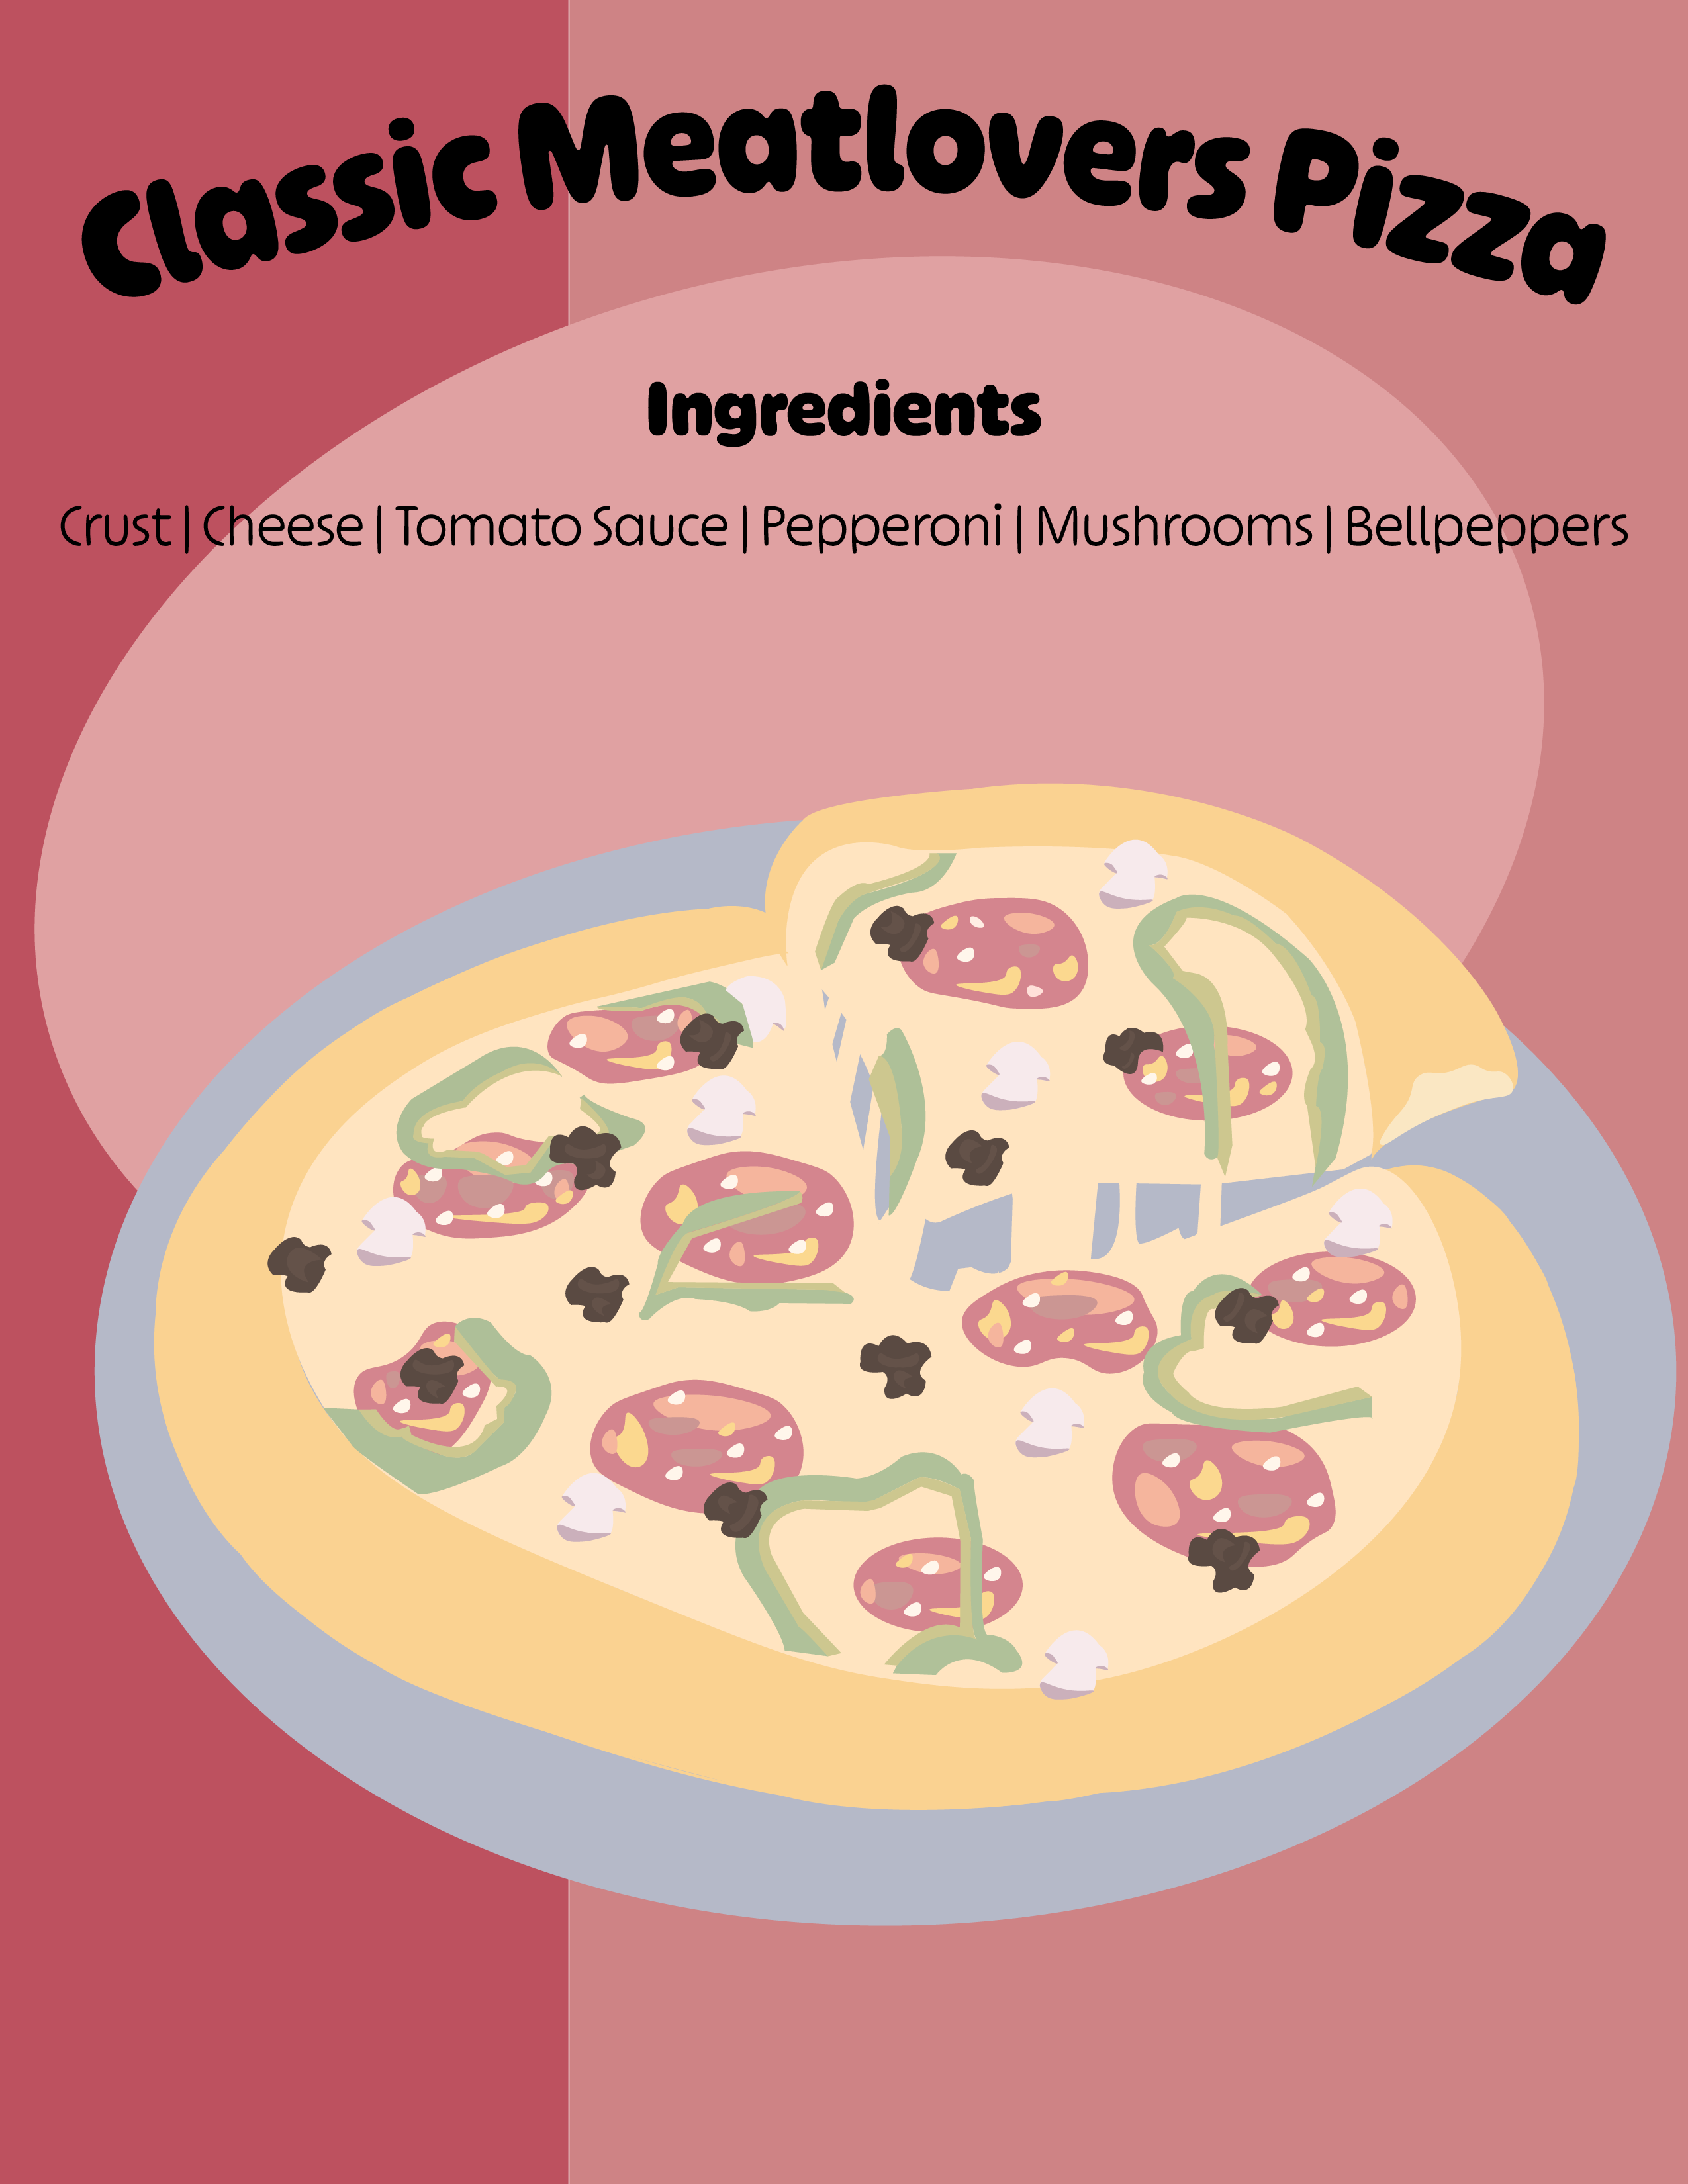 Classic Meatlovers Pizza
Ingredients
Crust | Cheese | Tomato Sauce | Pepperoni | Mushrooms | Bellpeppers